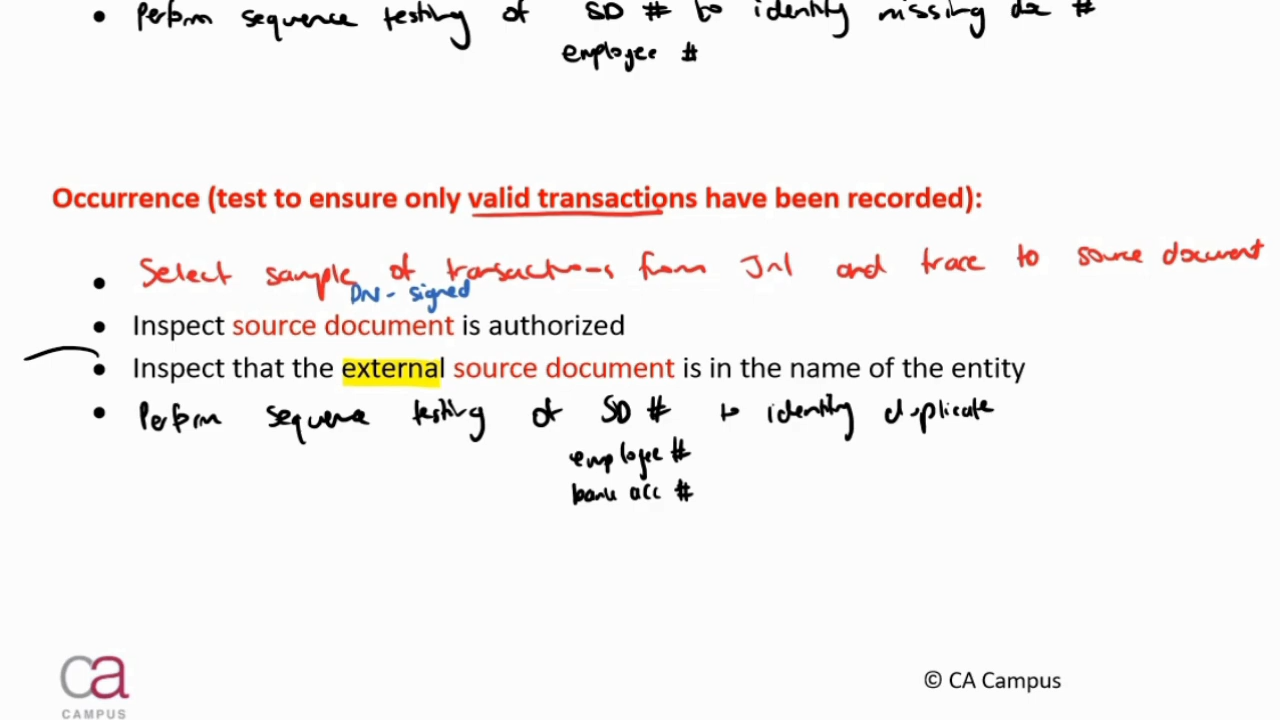 • Perform sequence testing of SD # to identify missing doc #
employee #
Occurrence (test to ensure only valid transactions have been recorded):
• Select sample of transactions from Jnl and trace to source document
DN - signed
• Inspect source document is authorized
• Inspect that the external source document is in the name of the entity
• Perform sequence testing of SD # to identify duplicate
employee #
bank acc #
ca
CAMPUS
© CA Campus